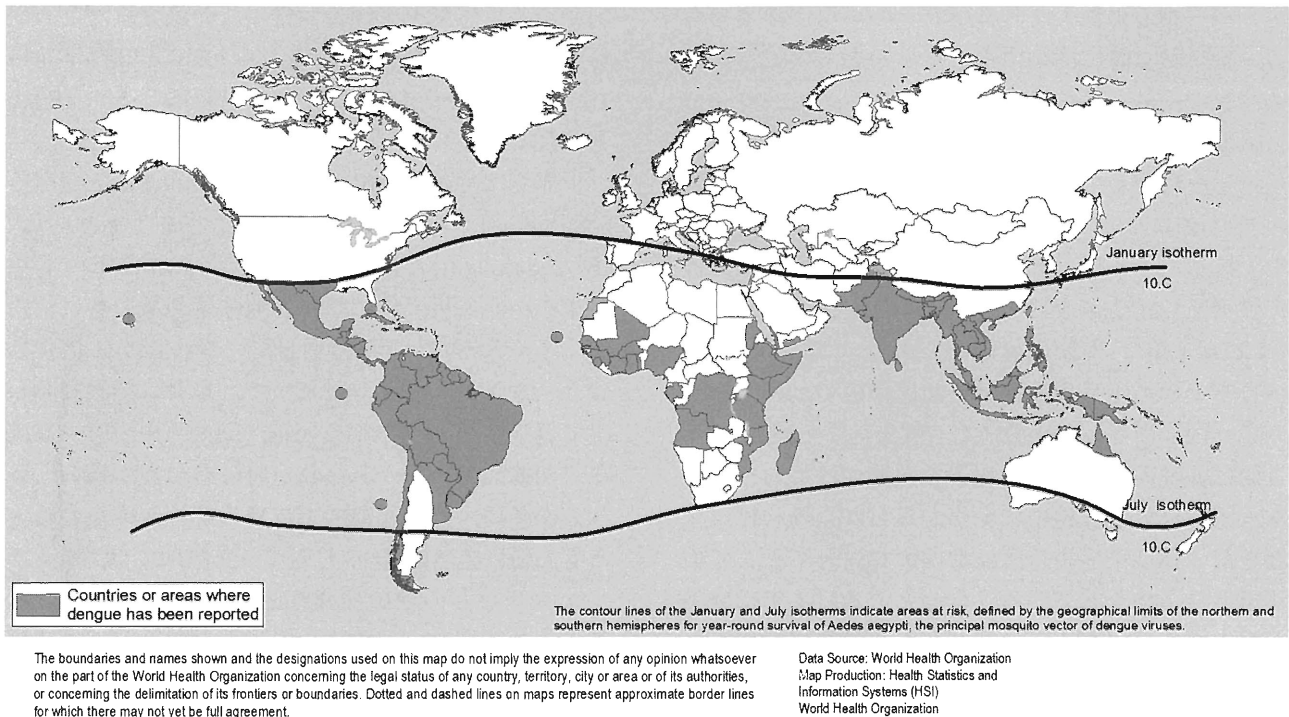 January isotherm
10.C
July isotherm
10.C
Countries or areas where
dengue has been reported
The contour lines of the January and July isotherms indicate areas at risk, defined by the geographical limits of the northern and
southern hemispheres for year-round survival of Aedes aegypti, the principal mosquito vector of dengue viruses.
The boundaries and names shown and the designations used on this map do not imply the expression of any opinion whatsoever
on the part of the World Health Organization concerning the legal status of any country, territory, city or area or of its authorities,
or concerning the delimitation of its frontiers or boundaries. Dotted and dashed lines on maps represent approximate border lines
for which there may not yet be full agreement.
Data Source: World Health Organization
Map Production: Health Statistics and
Information Systems (HSI)
World Health Organization